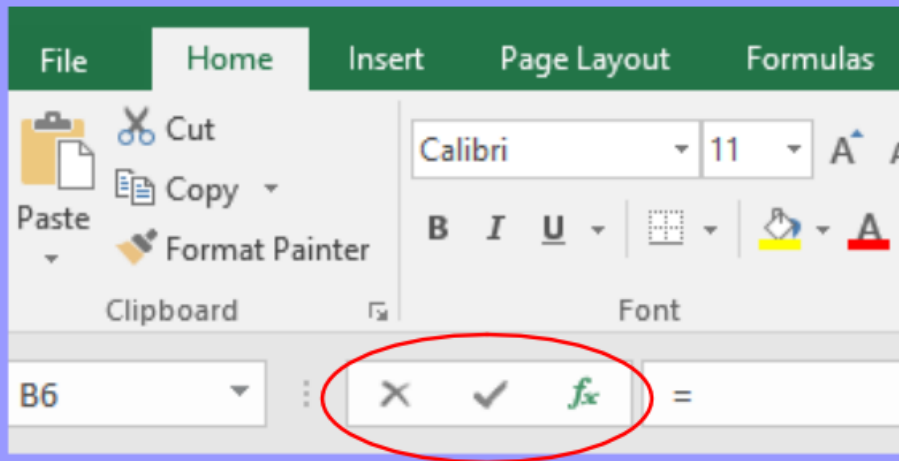 File Home Insert Page Layout Formulas
Cut
Calibri 11 A A
Copy
Paste
B I U A
Format Painter
Clipboard Font
B6 fx =